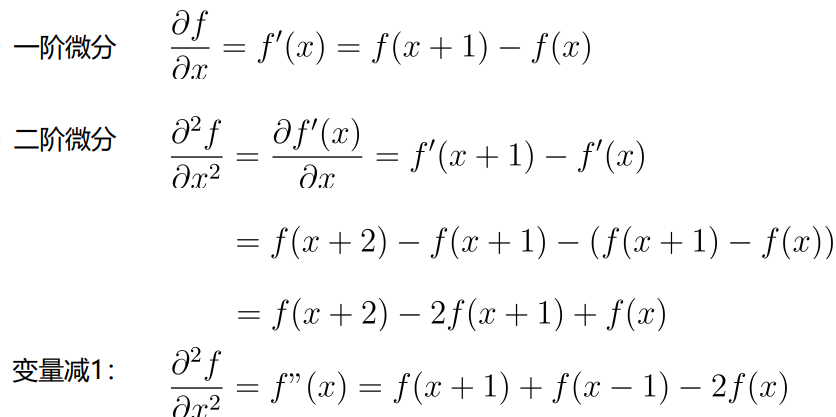 一阶微分 ∂f/∂x = f′(x) = f(x + 1) − f(x)
二阶微分 ∂²f/∂x² = ∂f′(x)/∂x = f′(x + 1) − f′(x)
= f(x + 2) − f(x + 1) − (f(x + 1) − f(x))
= f(x + 2) − 2f(x + 1) + f(x)
变量减1： ∂²f/∂x² = f”(x) = f(x + 1) + f(x − 1) − 2f(x)